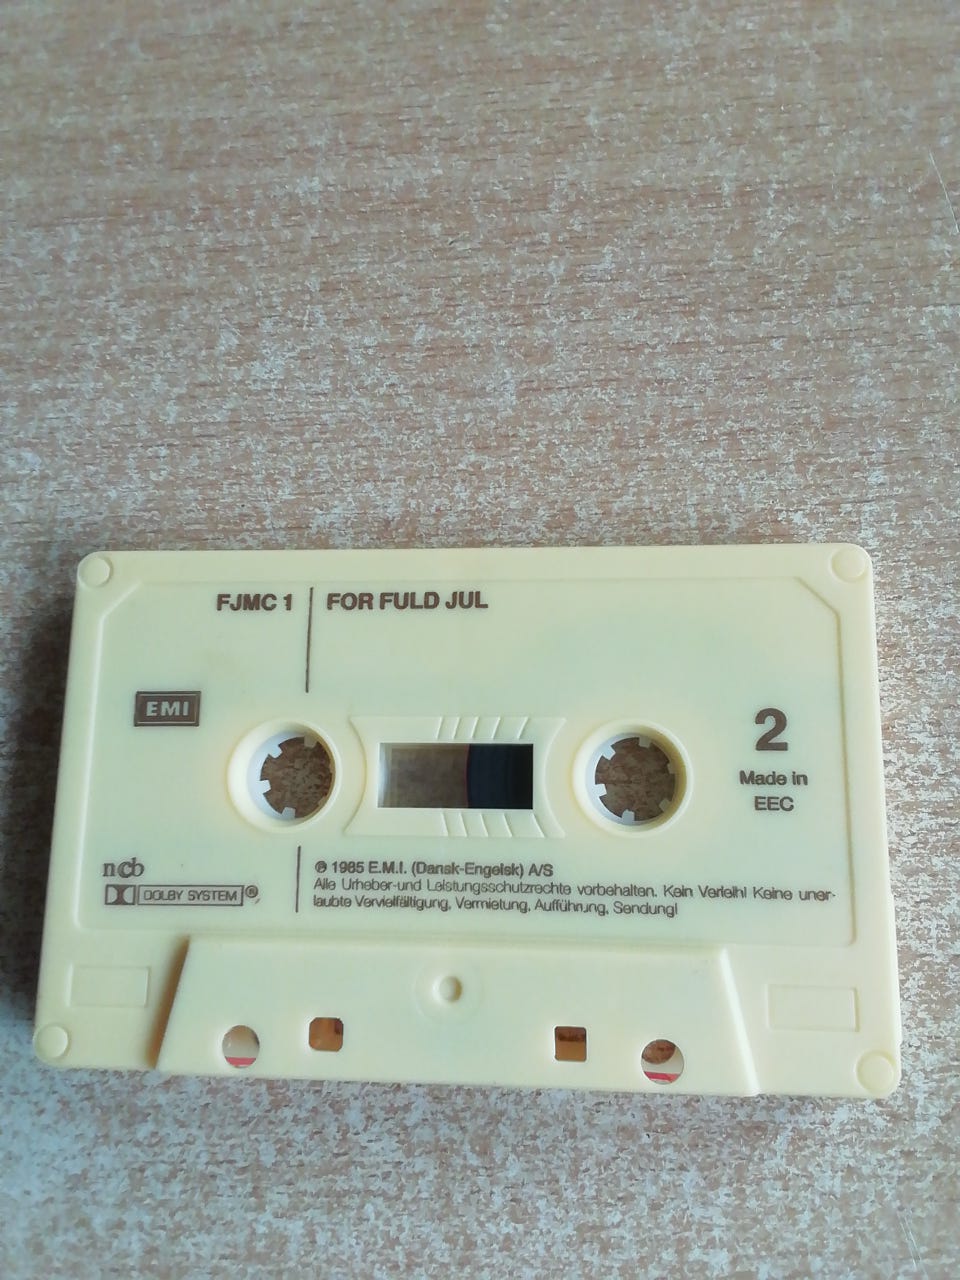 FJMC 1
FOR FULD JUL
EMI
2
Made in
EEC
ncb
DOLBY SYSTEM ®
℗ 1985 E.M.I. (Dansk-Engelsk) A/S
Alle Urheber-und Leistungsschutzrechte vorbehalten. Kein Verleih! Keine uner-
laubte Vervielfältigung, Vermietung, Aufführung, Sendung!